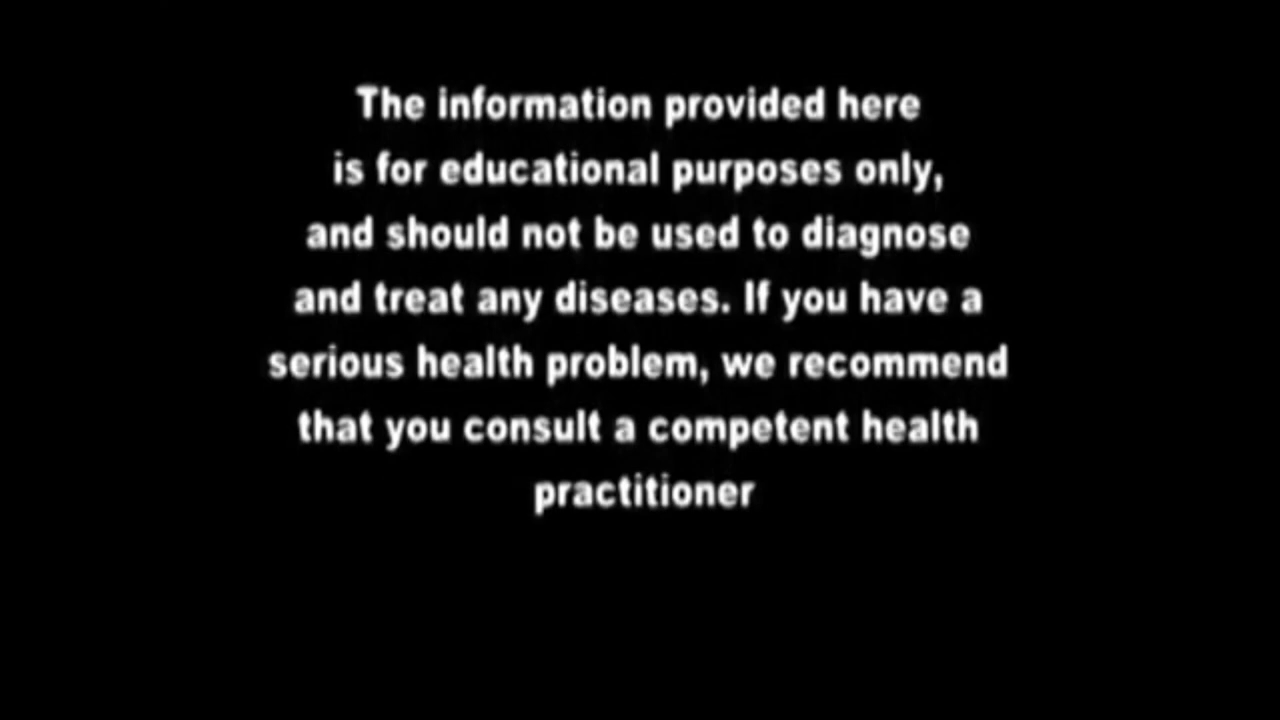 The information provided here
is for educational purposes only,
and should not be used to diagnose
and treat any diseases. If you have a
serious health problem, we recommend
that you consult a competent health
practitioner